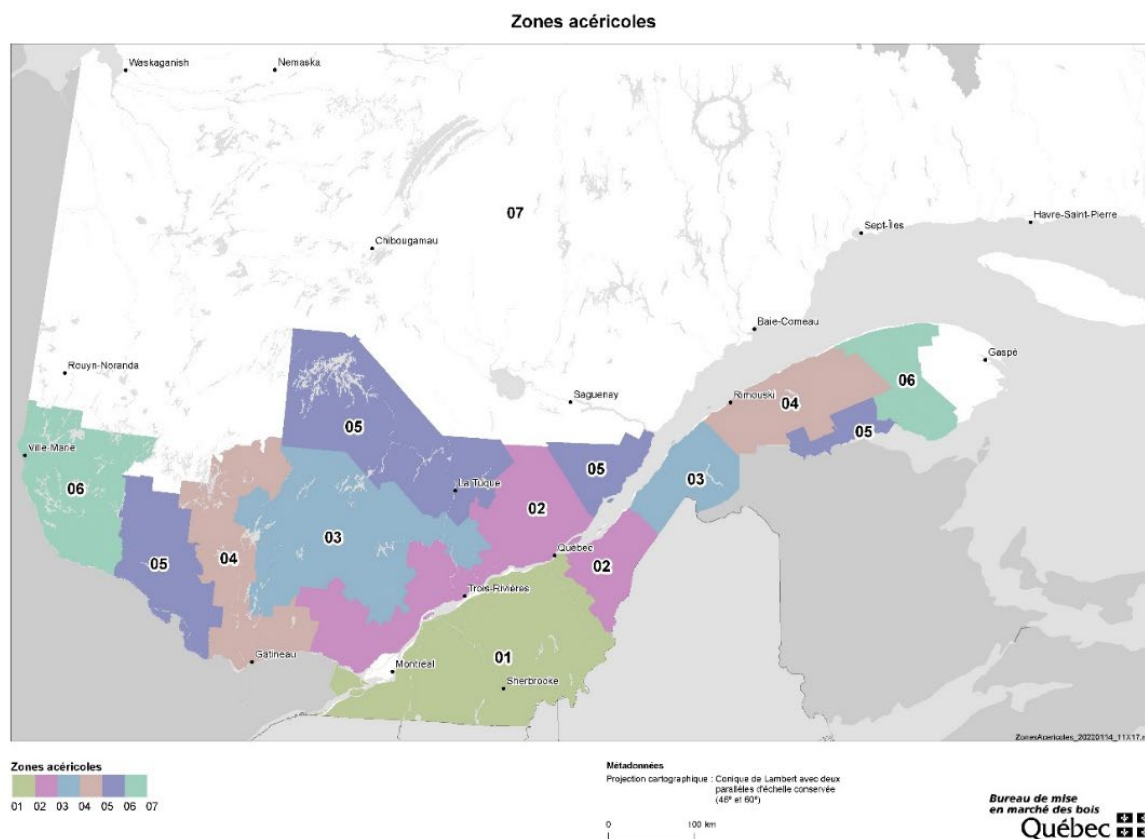 Zones acéricoles
Waskaganish
Nemaska
07
Chibougamau
Sept-Îles
Havre-Saint-Pierre
Baie-Comeau
Rouyn-Noranda
Saguenay
Rimouski
Gaspé
06
04
05
05
05
03
Ville-Marie
06
La Tuque
02
03
05
04
Québec
02
Trois-Rivières
01
Gatineau
Montréal
Sherbrooke
ZonesAcericoles_20220114_11X17.m
Zones acéricoles
01 02 03 04 05 06 07
Métadonnées
Projection cartographique : Conique de Lambert avec deux
parallèles d'échelle conservée
(46° et 60°)
0 100 km
Bureau de mise
en marché des bois
Québec